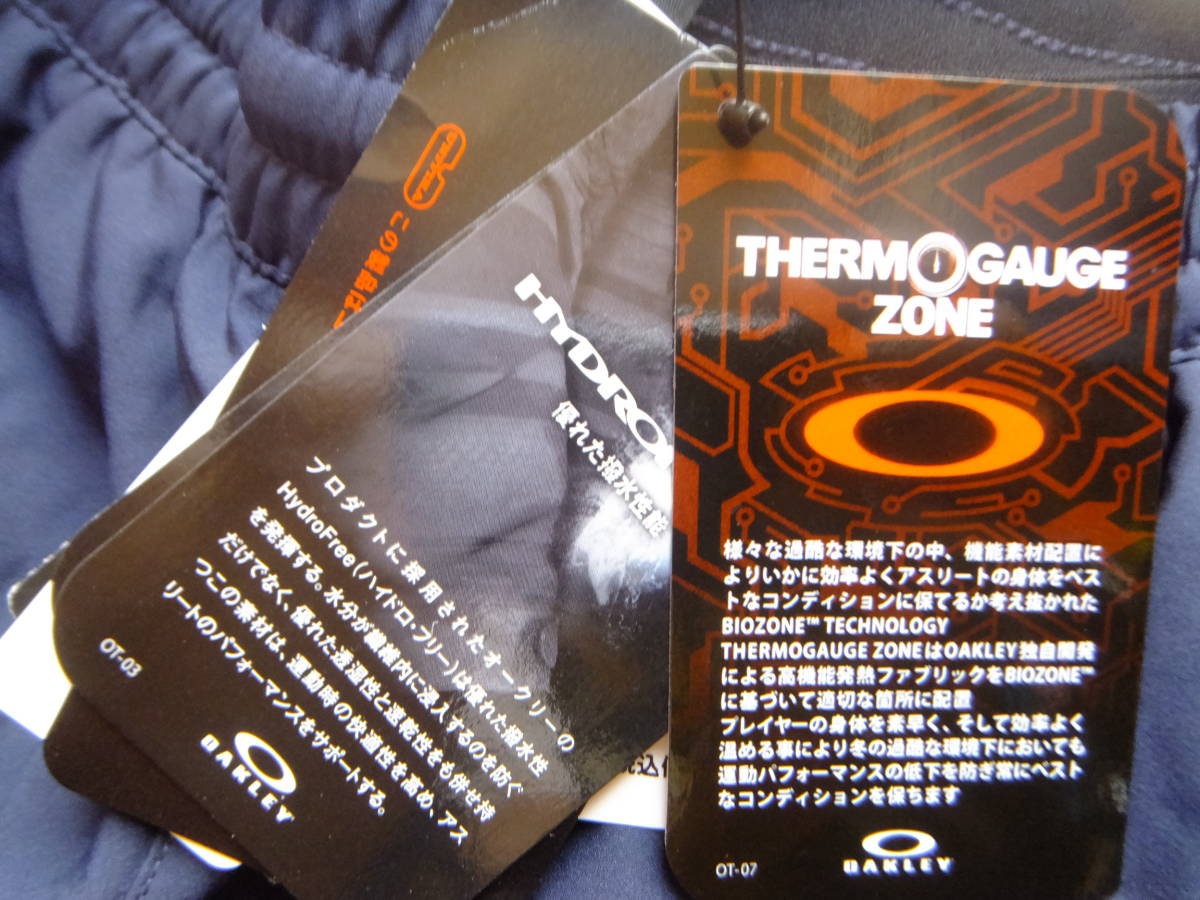 この製品は
HYDRO
優れた撥水性能
プロダクトに採用されたオークリーの
HydroFree(ハイドロ・フリー)は優れた撥水性
を発揮する。水分が繊維内に浸入するのを防ぐ
だけでなく、優れた透湿性と速乾性をも併せ持
つこの素材は、運動時の快適性を高め、アス
リートのパフォーマンスをサポートする。
OT-03
OAKLEY
THERMOGAUGE
ZONE
様々な過酷な環境下の中、機能素材配置に
よりいかに効率よくアスリートの身体をベス
トなコンディションに保てるか考え抜かれた
BIOZONE™ TECHNOLOGY
THERMOGAUGE ZONEはOAKLEY独自開発
による高機能発熱ファブリックをBIOZONE™
に基づいて適切な箇所に配置
プレイヤーの身体を素早く、そして効率よく
温める事により冬の過酷な環境下においても
運動パフォーマンスの低下を防ぎ常にベスト
なコンディションを保ちます
OT-07
OAKLEY